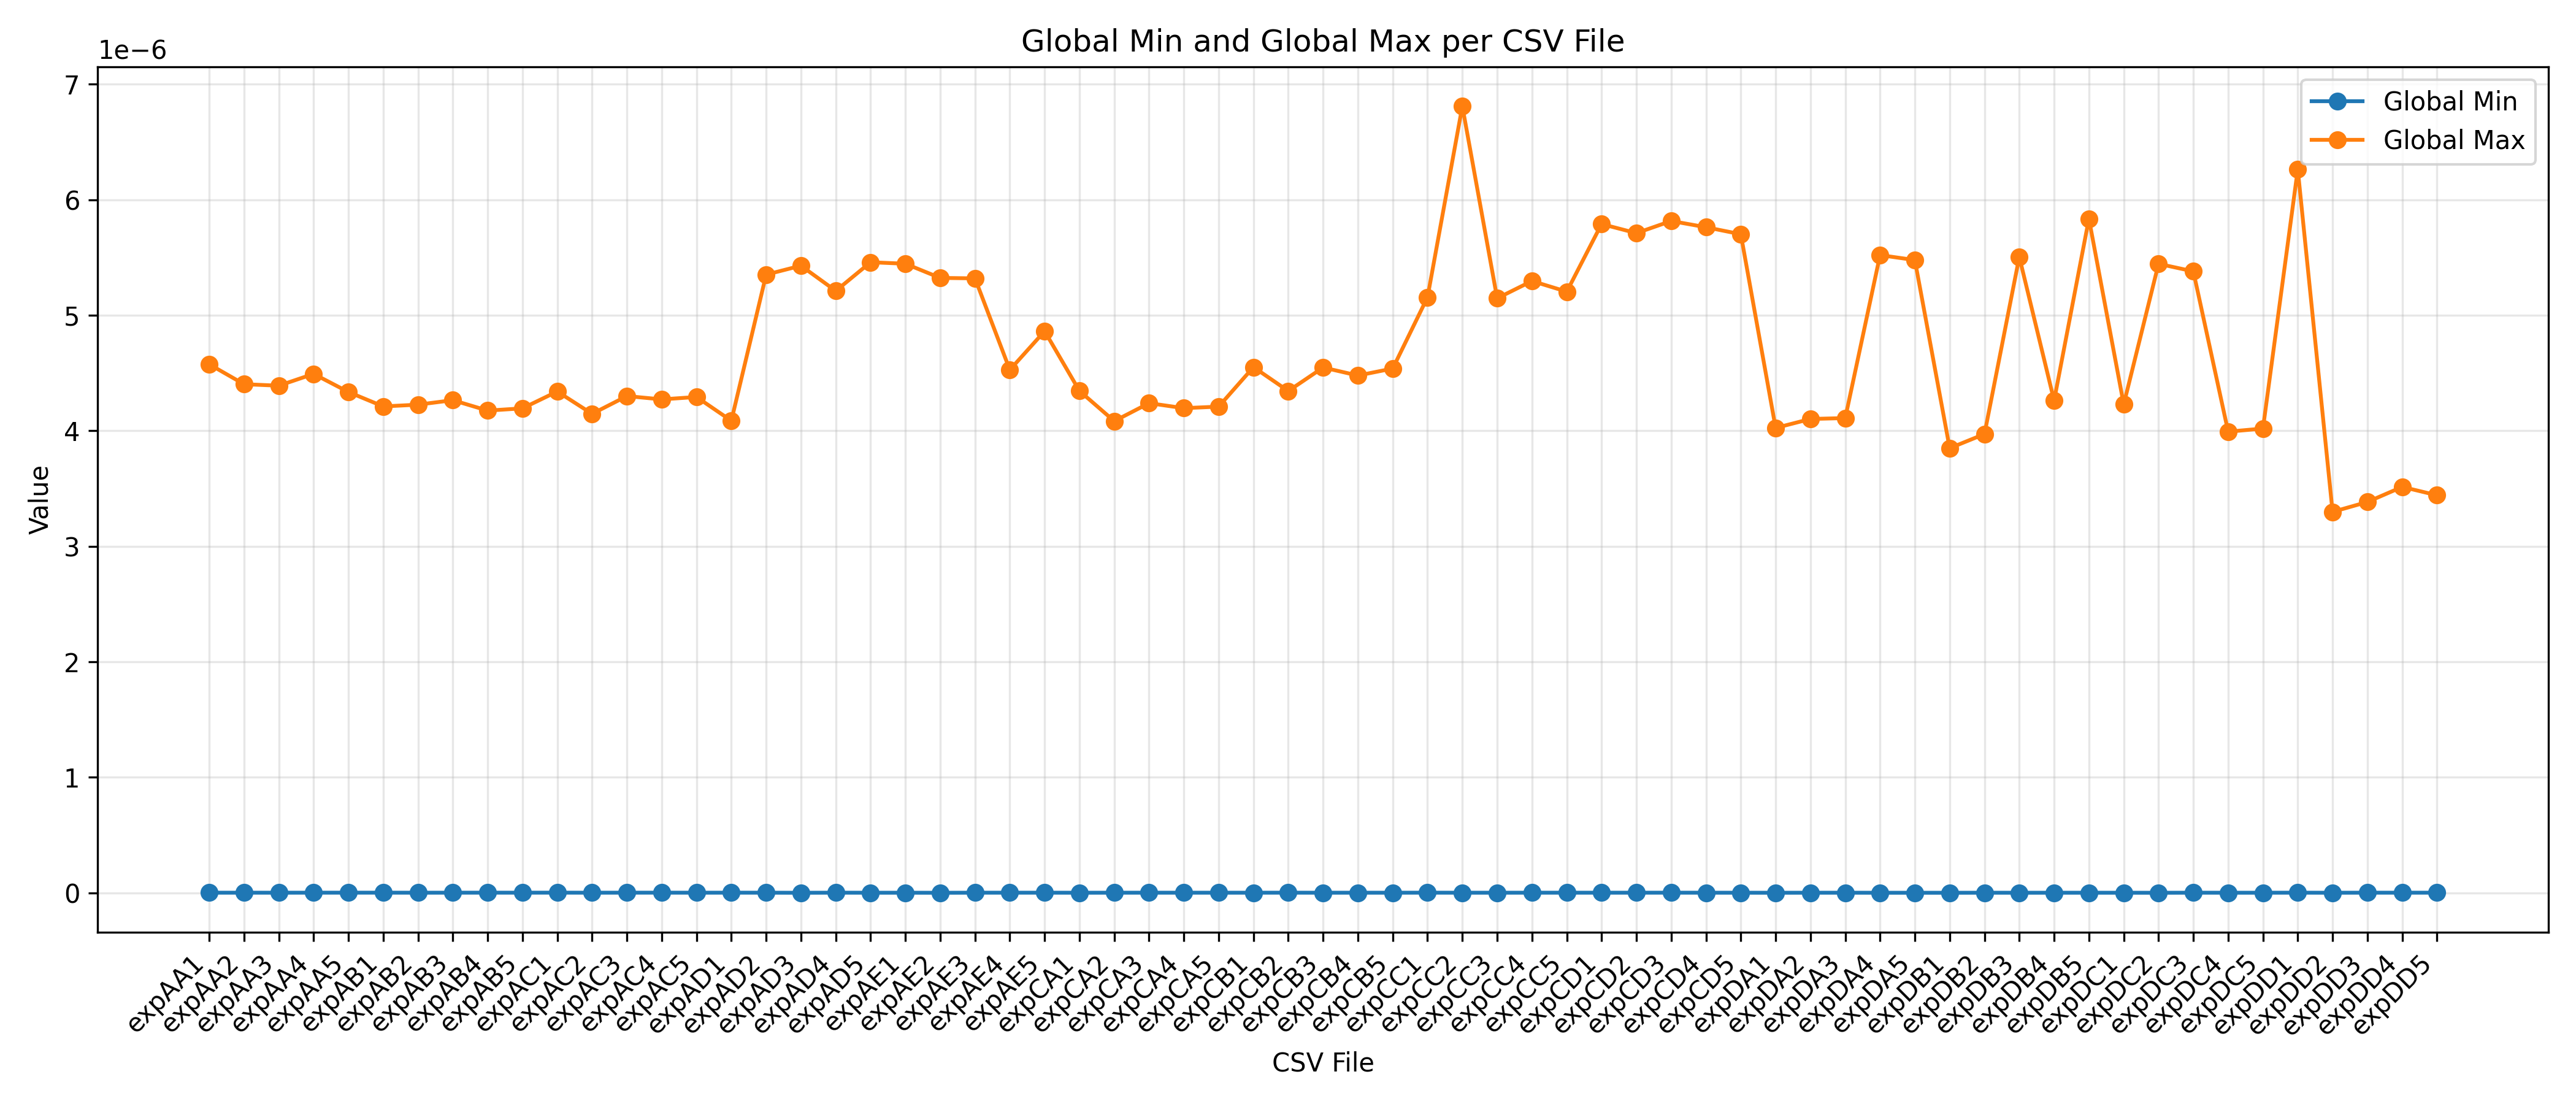 Global Min and Global Max per CSV File
1e−6
7
6
5
4
3
2
1
0
Value
Global Min
Global Max
expAA1
expAA2
expAA3
expAA4
expAA5
expAB1
expAB2
expAB3
expAB4
expAB5
expAC1
expAC2
expAC3
expAC4
expAC5
expAD1
expAD2
expAD3
expAD4
expAD5
expAE1
expAE2
expAE3
expAE4
expAE5
expCA1
expCA2
expCA3
expCA4
expCA5
expCB1
expCB2
expCB3
expCB4
expCB5
expCC1
expCC2
expCC3
expCC4
expCC5
expCD1
expCD2
expCD3
expCD4
expCD5
expDA1
expDA2
expDA3
expDA4
expDA5
expDB1
expDB2
expDB3
expDB4
expDB5
expDC1
expDC2
expDC3
expDC4
expDC5
expDD1
expDD2
expDD3
expDD4
expDD5
CSV File